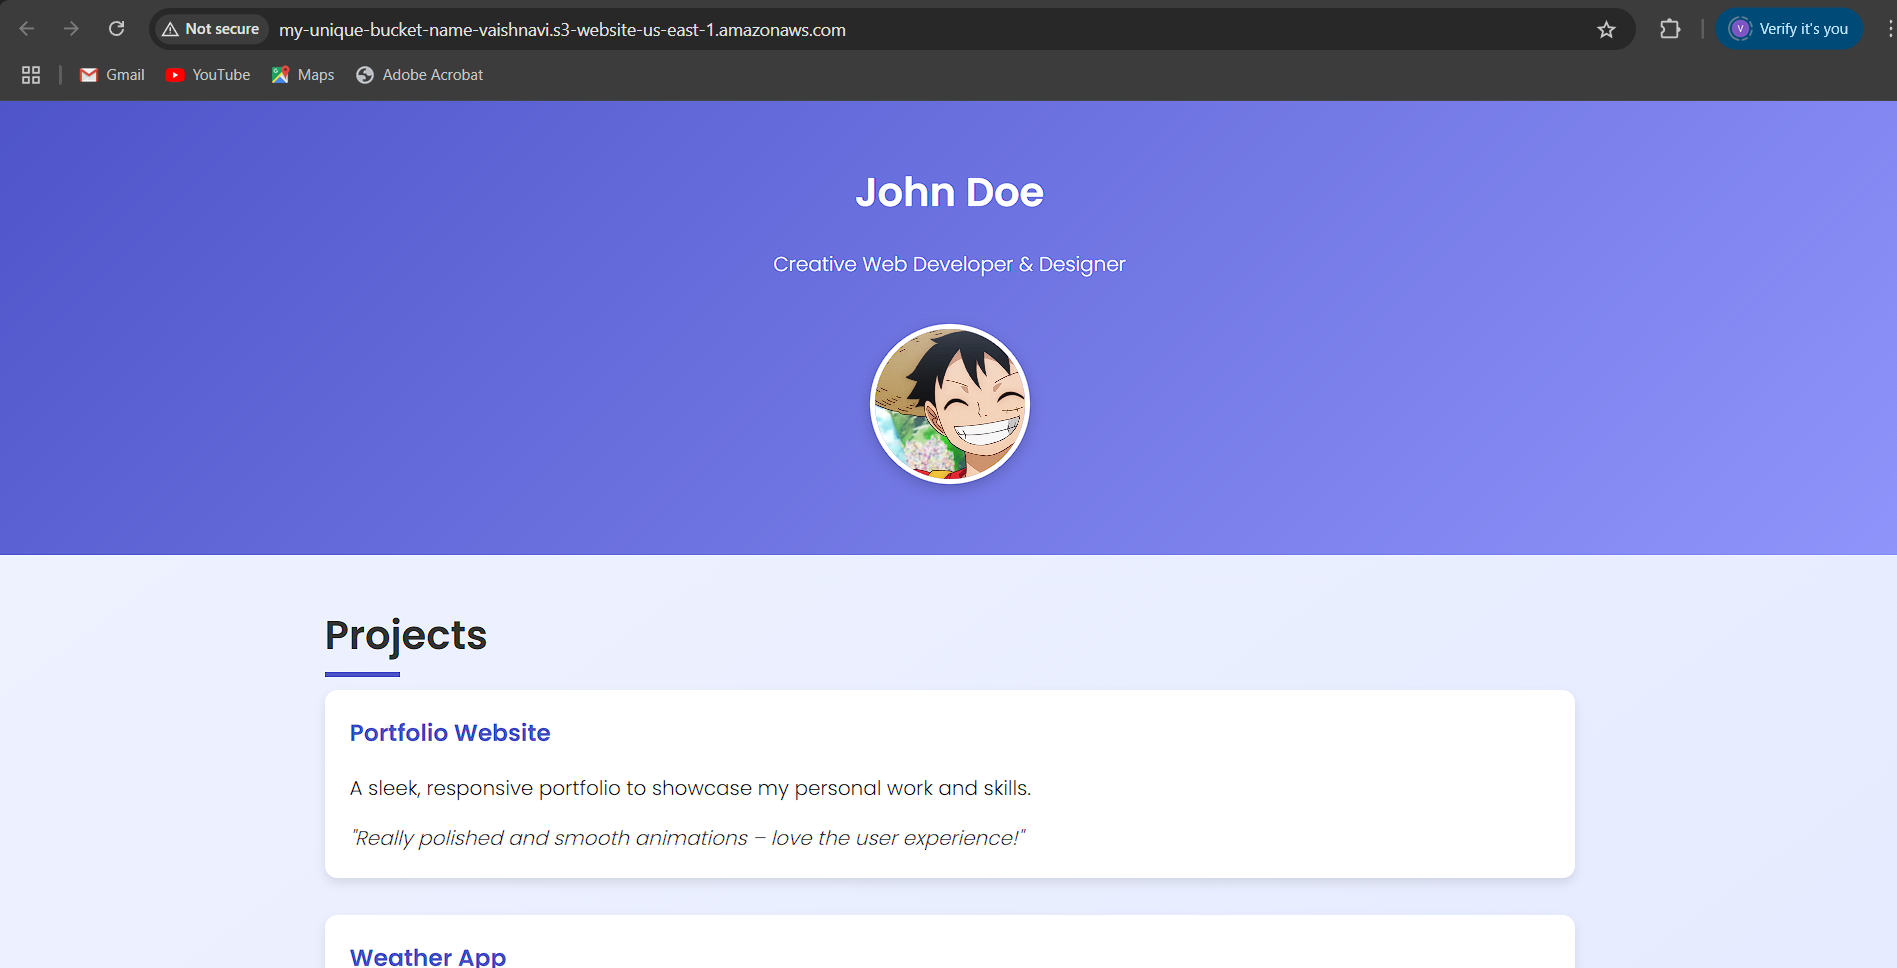 Not secure
my-unique-bucket-name-vaishnavi.s3-website-us-east-1.amazonaws.com
V
Verify it's you
Gmail
YouTube
Maps
Adobe Acrobat
John Doe
Creative Web Developer & Designer
Projects
Portfolio Website
A sleek, responsive portfolio to showcase my personal work and skills.
"Really polished and smooth animations – love the user experience!"
Weather App